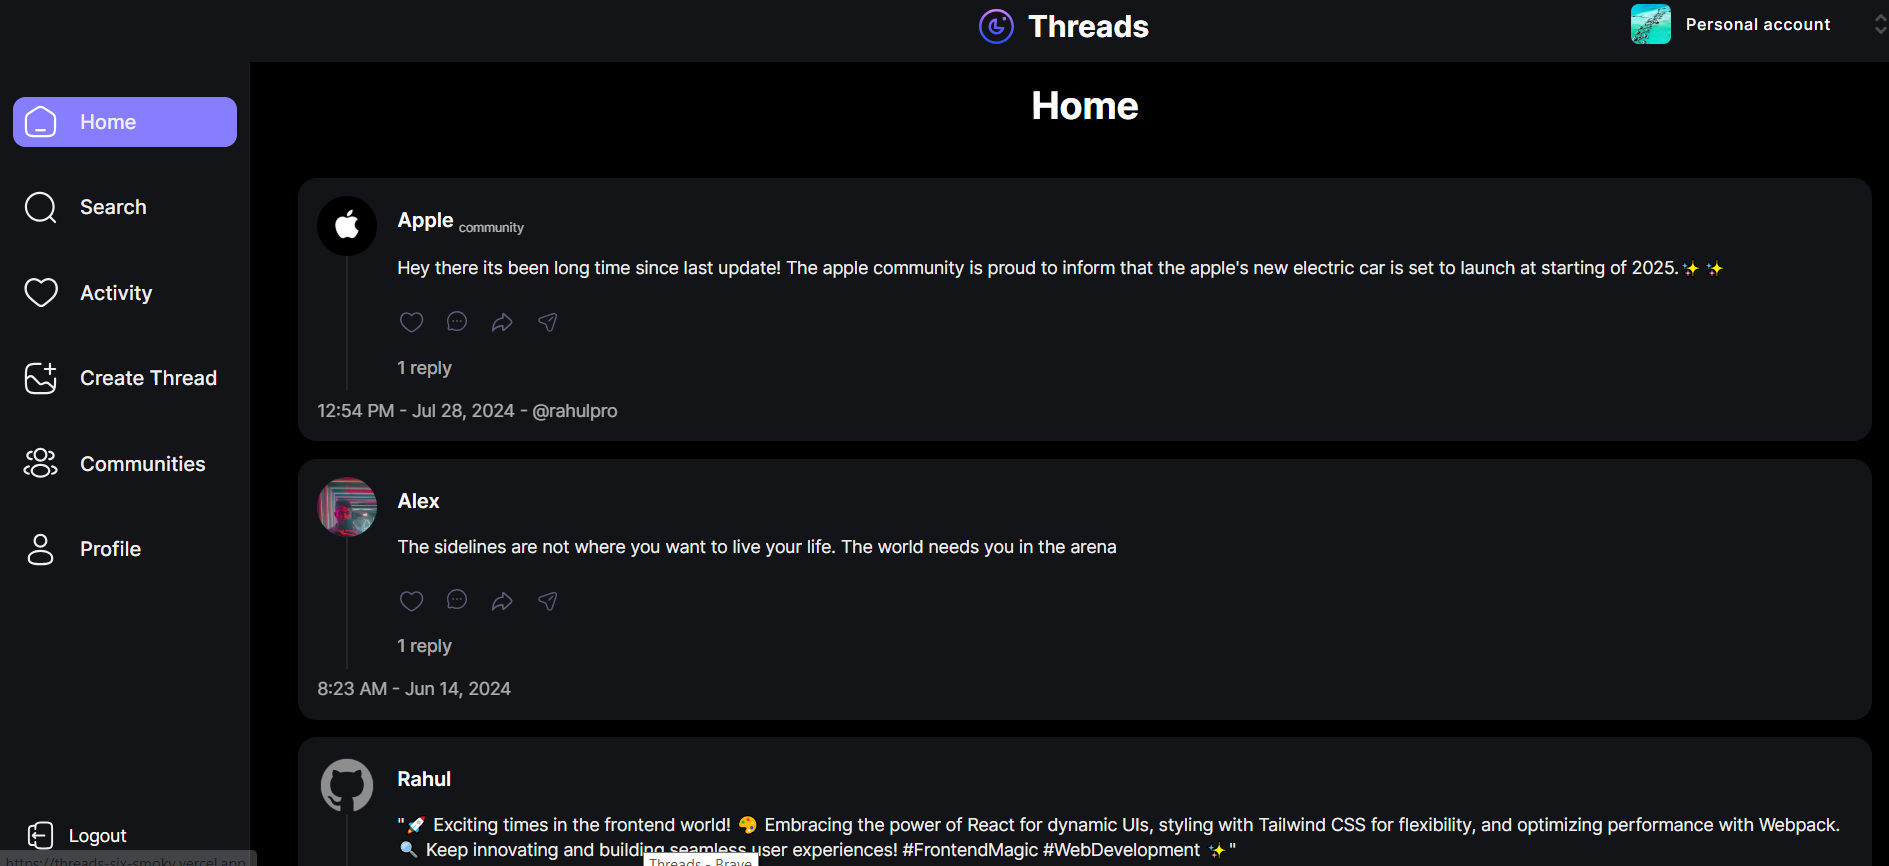 Threads
Personal account
Home
Search
Activity
Create Thread
Communities
Profile
Logout
https://threads-six-smoky.vercel.app
Home
Apple community
Hey there its been long time since last update! The apple community is proud to inform that the apple's new electric car is set to launch at starting of 2025.✨ ✨
1 reply
12:54 PM - Jul 28, 2024 - @rahulpro
Alex
The sidelines are not where you want to live your life. The world needs you in the arena
1 reply
8:23 AM - Jun 14, 2024
Rahul
"🚀 Exciting times in the frontend world! 🎨 Embracing the power of React for dynamic UIs, styling with Tailwind CSS for flexibility, and optimizing performance with Webpack.
🔍 Keep innovating and building seamless user experiences! #FrontendMagic #WebDevelopment ✨"
Threads - Brave